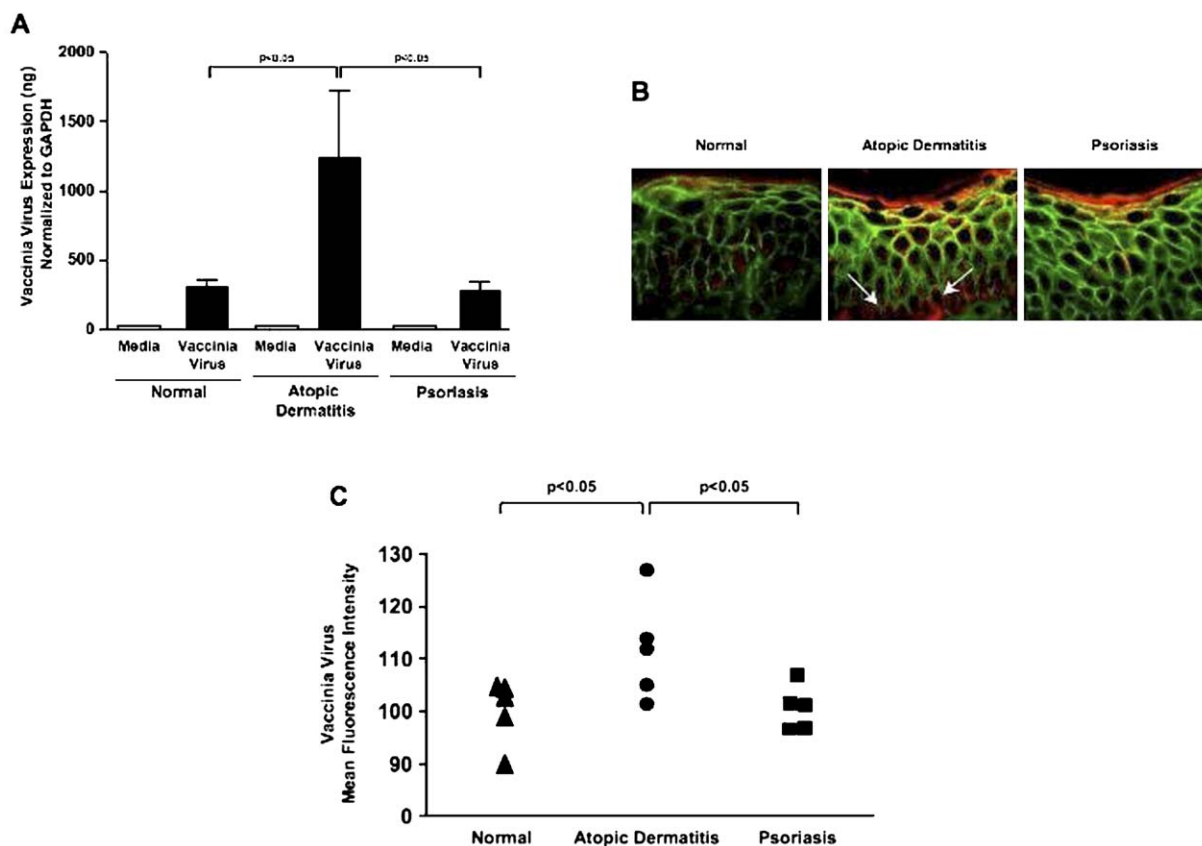 A
Vaccinia Virus Expression (ng)
Normalized to GAPDH
2000
1500
1000
500
0
p<0.05
p<0.05
Media
Vaccinia
Virus
Media
Vaccinia
Virus
Media
Vaccinia
Virus
Normal
Atopic
Dermatitis
Psoriasis
B
Normal
Atopic Dermatitis
Psoriasis
C
p<0.05
p<0.05
Vaccinia Virus
Mean Fluorescence Intensity
130
120
110
100
90
0
Normal
Atopic Dermatitis
Psoriasis